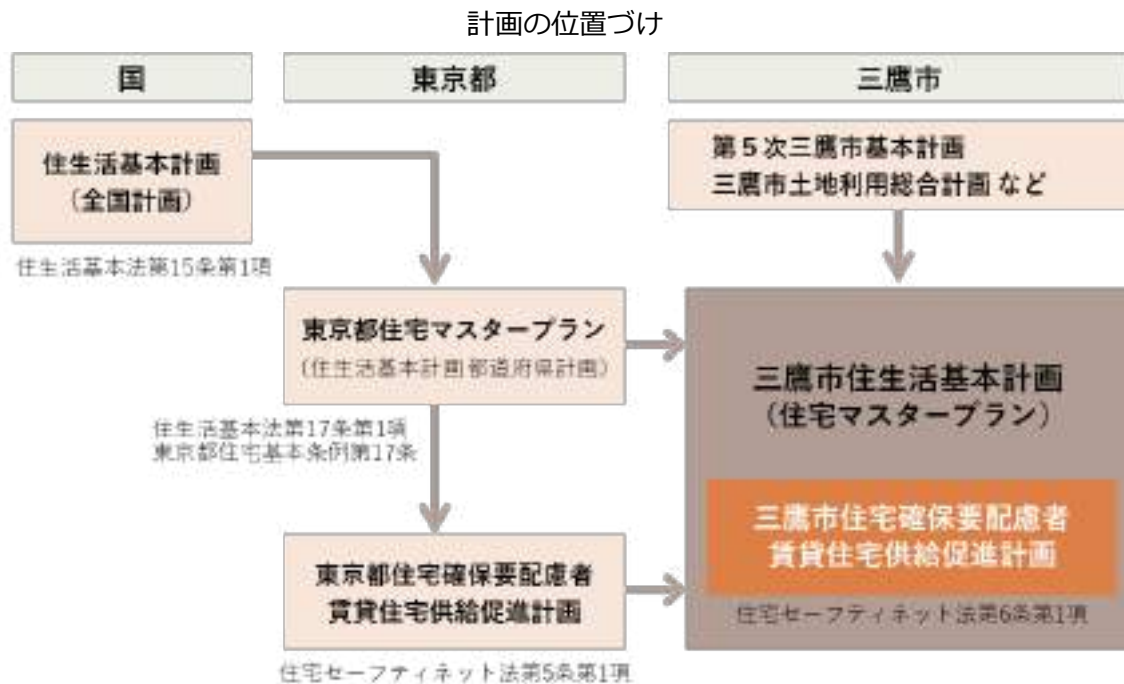 計画の位置づけ
国
東京都
三鷹市
住生活基本計画
（全国計画）
住生活基本法第15条第1項
第５次三鷹市基本計画
三鷹市土地利用総合計画 など
東京都住宅マスタープラン
（住生活基本計画 都道府県計画）
住生活基本法第17条第1項
東京都住宅基本条例第17条
三鷹市住生活基本計画
（住宅マスタープラン）
東京都住宅確保要配慮者
賃貸住宅供給促進計画
住宅セーフティネット法第5条第1項
三鷹市住宅確保要配慮者
賃貸住宅供給促進計画
住宅セーフティネット法第6条第1項